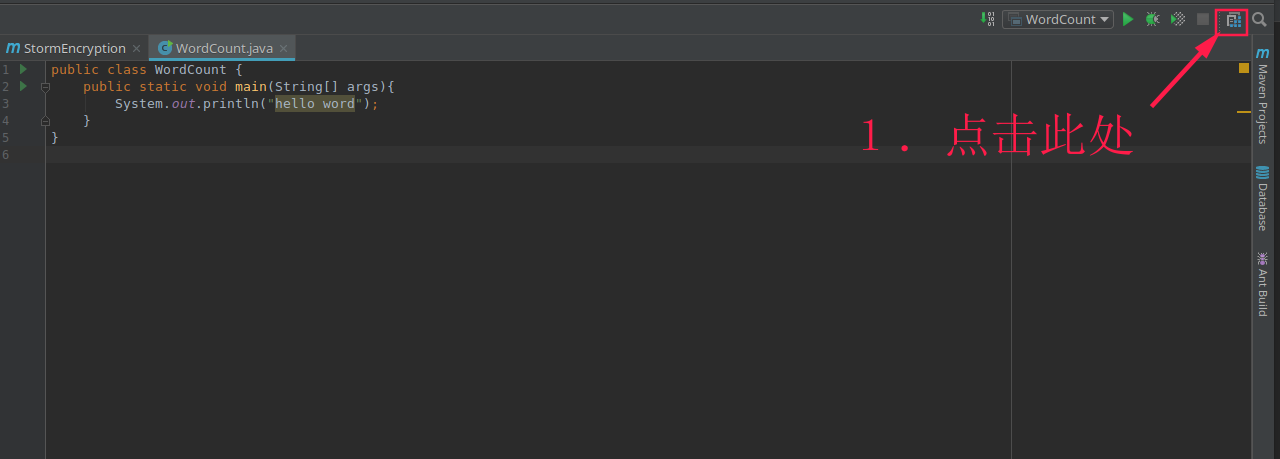 WordCount
m StormEncryption
C WordCount.java
1 public class WordCount {
2 public static void main(String[] args){
3 System.out.println("hello word");
4 }
5 }
6
1．点击此处
m Maven Projects
Database
Ant Build